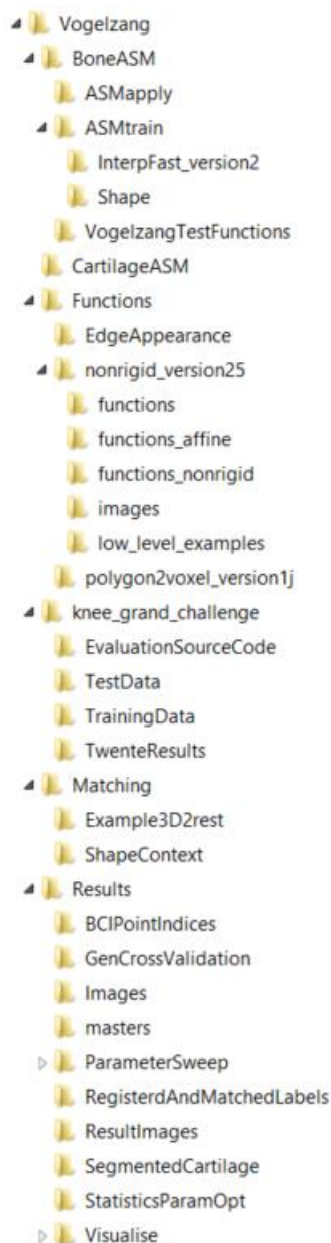 Vogelzang
BoneASM
ASMapply
ASMtrain
InterpFast_version2
Shape
VogelzangTestFunctions
CartilageASM
Functions
EdgeAppearance
nonrigid_version25
functions
functions_affine
functions_nonrigid
images
low_level_examples
polygon2voxel_version1j
knee_grand_challenge
EvaluationSourceCode
TestData
TrainingData
TwenteResults
Matching
Example3D2rest
ShapeContext
Results
BCIPointIndices
GenCrossValidation
Images
masters
ParameterSweep
RegisterdAndMatchedLabels
ResultImages
SegmentedCartilage
StatisticsParamOpt
Visualise